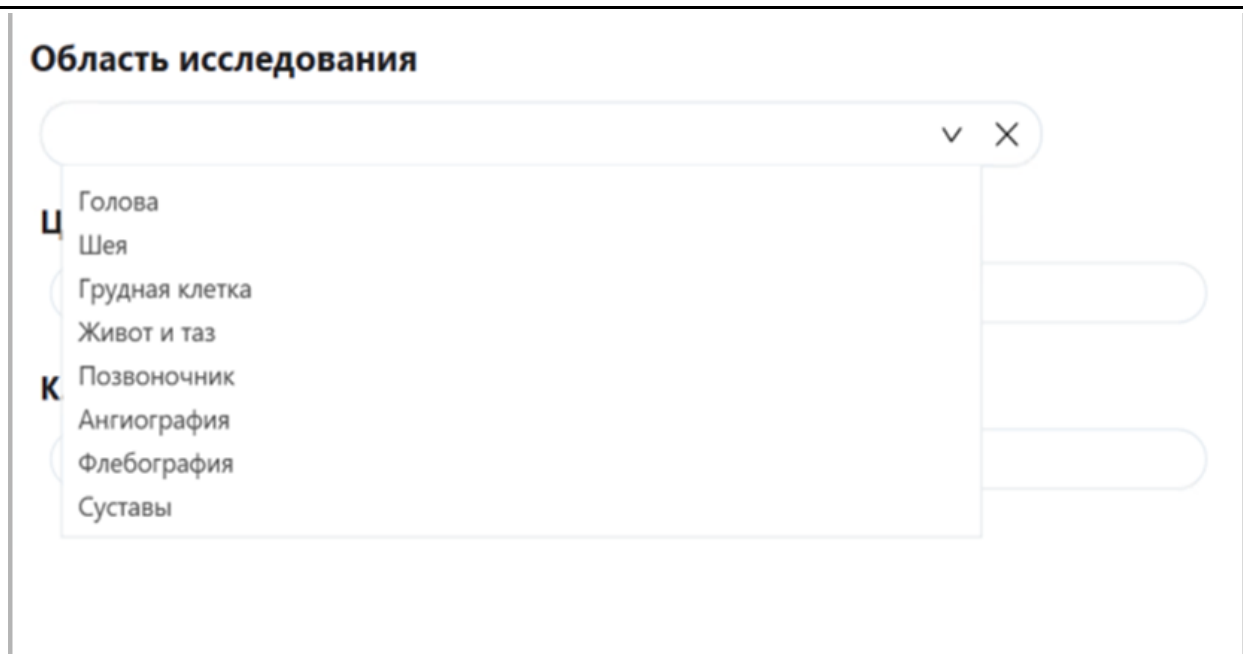 Область исследования
Голова
Ц
Шея
Грудная клетка
Живот и таз
Позвоночник
К
Ангиография
Флебография
Суставы